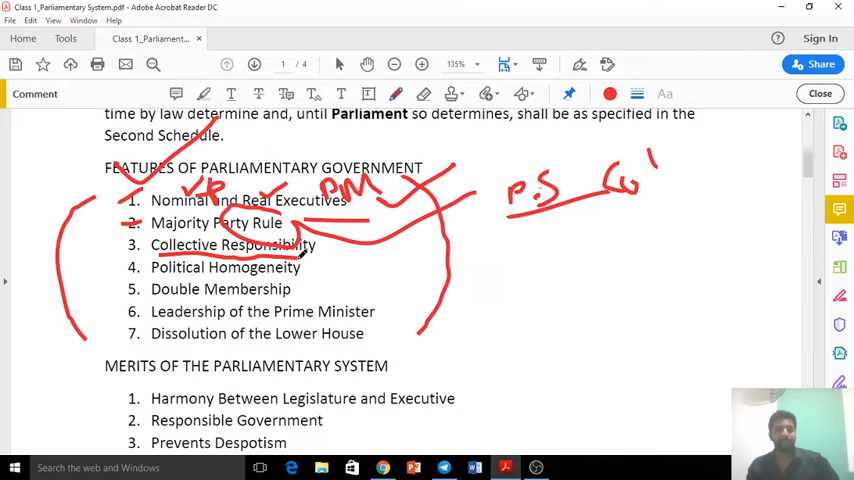 Class 1_Parliamentary System.pdf - Adobe Acrobat Reader DC
File Edit View Window Help
Home Tools Class 1_Parliament... × Sign In
1 / 4 135% Share
Comment Aa Close
time by law determine and, until Parliament so determines, shall be as specified in the
Second Schedule.
FEATURES OF PARLIAMENTARY GOVERNMENT
P.M P.S
1. Nominal and Real Executives
2. Majority Party Rule
3. Collective Responsibility
4. Political Homogeneity
5. Double Membership
6. Leadership of the Prime Minister
7. Dissolution of the Lower House
MERITS OF THE PARLIAMENTARY SYSTEM
1. Harmony Between Legislature and Executive
2. Responsible Government
3. Prevents Despotism
Search the web and Windows